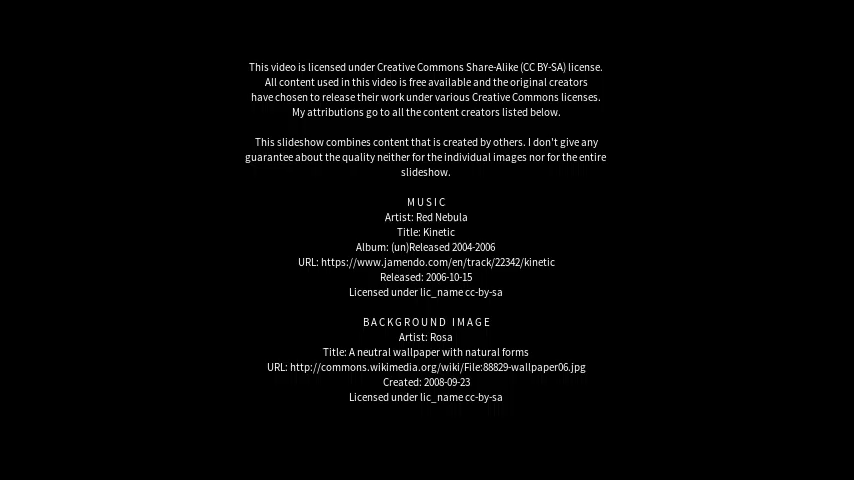 This video is licensed under Creative Commons Share-Alike (CC BY-SA) license.
All content used in this video is free available and the original creators
have chosen to release their work under various Creative Commons licenses.
My attributions go to all the content creators listed below.
This slideshow combines content that is created by others. I don't give any
guarantee about the quality neither for the individual images nor for the entire
slideshow.
MUSIC
Artist: Red Nebula
Title: Kinetic
Album: (un)Released 2004-2006
URL: https://www.jamendo.com/en/track/22342/kinetic
Released: 2006-10-15
Licensed under lic_name cc-by-sa
BACKGROUND IMAGE
Artist: Rosa
Title: A neutral wallpaper with natural forms
URL: http://commons.wikimedia.org/wiki/File:88829-wallpaper06.jpg
Created: 2008-09-23
Licensed under lic_name cc-by-sa